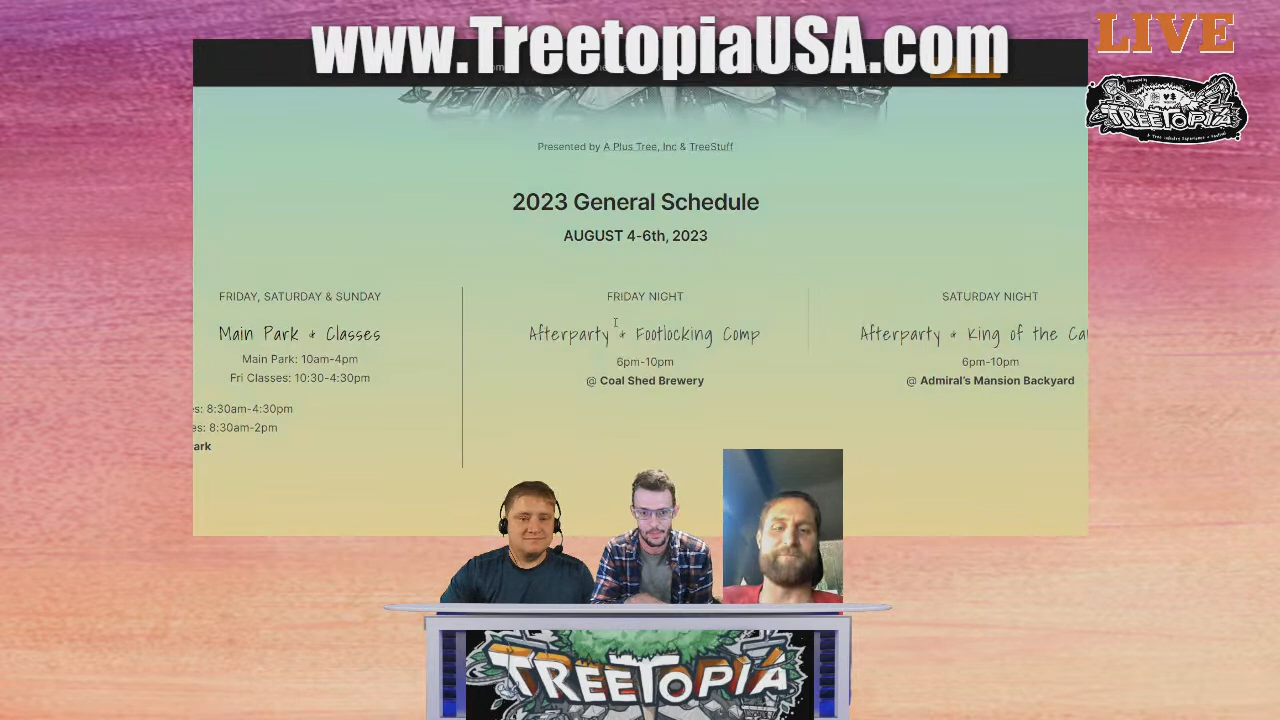 www.TreetopiaUSA.com
LIVE
TREETOPIA
Presented by A Plus Tree, Inc & TreeStuff
2023 General Schedule
AUGUST 4-6th, 2023
FRIDAY, SATURDAY & SUNDAY
Main Park & Classes
Main Park: 10am-4pm
Fri Classes: 10:30-4:30pm
es: 8:30am-4:30pm
es: 8:30am-2pm
ark
FRIDAY NIGHT
Afterparty & Footlocking Comp
6pm-10pm
@ Coal Shed Brewery
SATURDAY NIGHT
Afterparty & King of the Ca
6pm-10pm
@ Admiral's Mansion Backyard
TREETOPIA